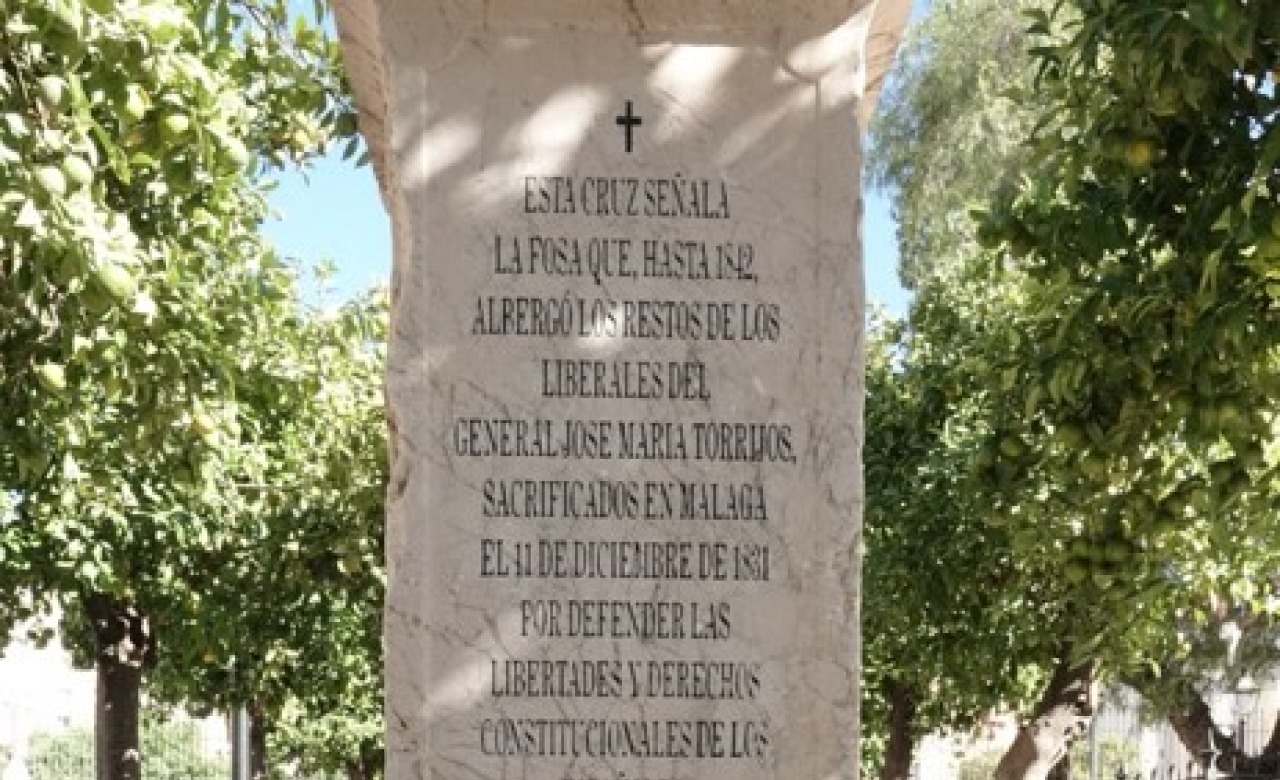 ESTA CRUZ SEÑALA
LA FOSA QUE, HASTA 1842,
ALBERGÓ LOS RESTOS DE LOS
LIBERALES DEL
GENERAL JOSE MARIA TORRIJOS,
SACRIFICADOS EN MALAGA
EL 11 DE DICIEMBRE DE 1831
POR DEFENDER LAS
LIBERTADES Y DERECHOS
CONSTITUCIONALES DE LOS